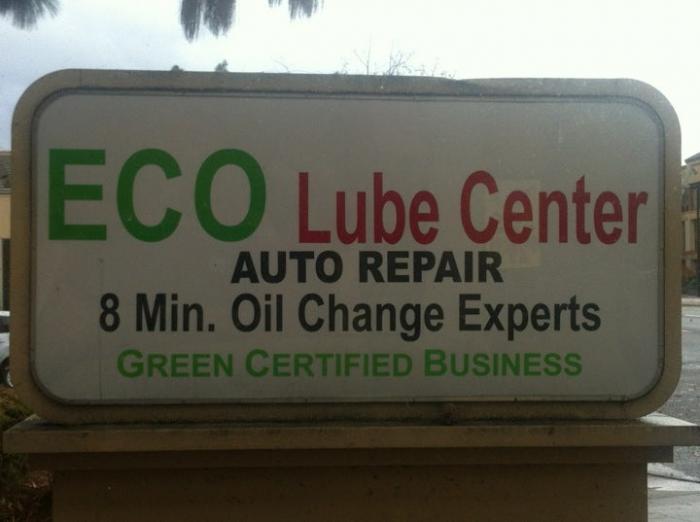 ECO Lube Center
AUTO REPAIR
8 Min. Oil Change Experts
GREEN CERTIFIED BUSINESS